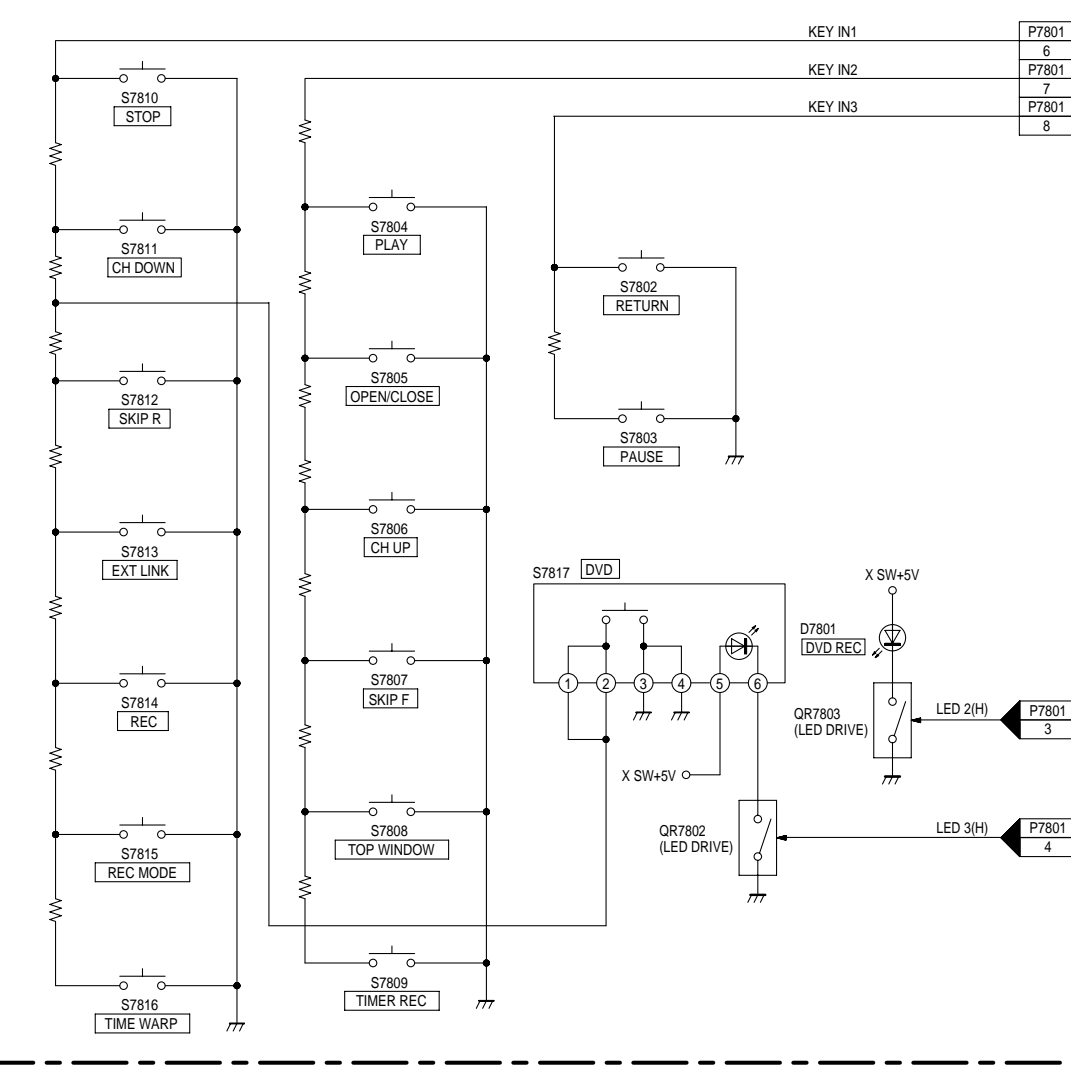 KEY IN1
P7801
6
KEY IN2
P7801
7
KEY IN3
P7801
8
S7810
STOP
S7811
CH DOWN
S7812
SKIP R
S7813
EXT LINK
S7814
REC
S7815
REC MODE
S7816
TIME WARP
S7804
PLAY
S7805
OPEN/CLOSE
S7806
CH UP
S7807
SKIP F
S7808
TOP WINDOW
S7809
TIMER REC
S7802
RETURN
S7803
PAUSE
S7817 DVD
1 2 3 4 5 6
X SW+5V
QR7802
(LED DRIVE)
X SW+5V
D7801
DVD REC
QR7803
(LED DRIVE)
LED 2(H)
P7801
3
LED 3(H)
P7801
4